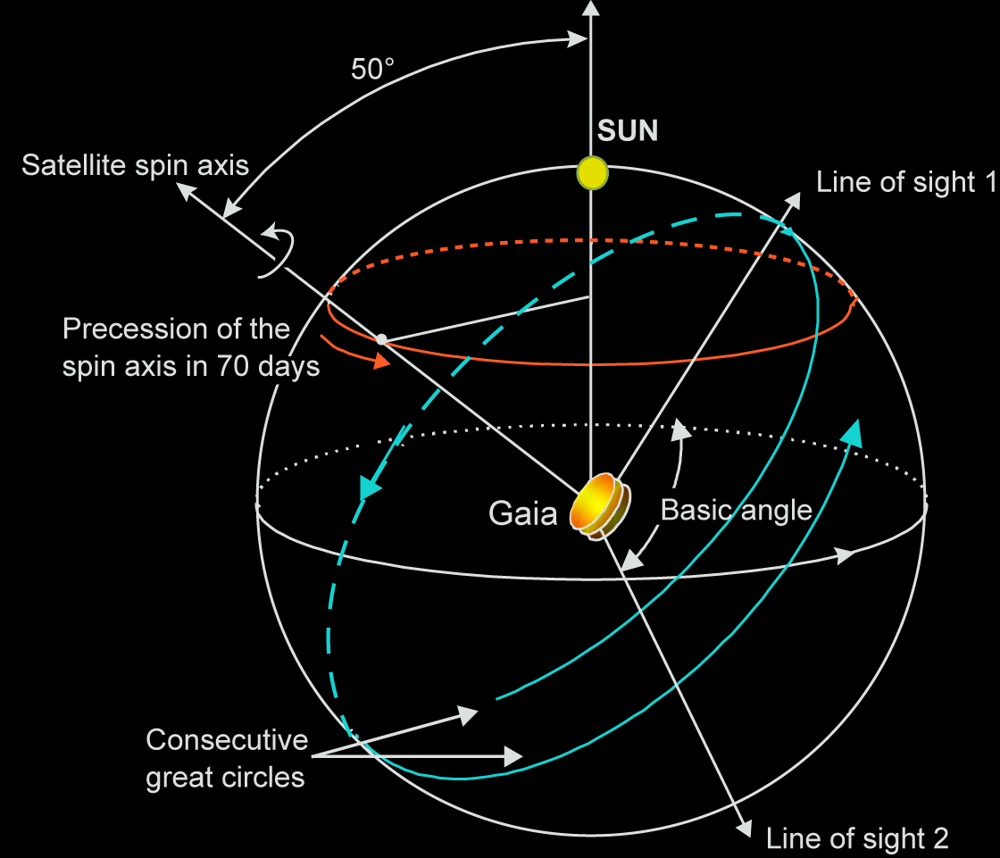 50°
SUN
Satellite spin axis
Line of sight 1
Precession of the
spin axis in 70 days
Gaia
Basic angle
Consecutive
great circles
Line of sight 2